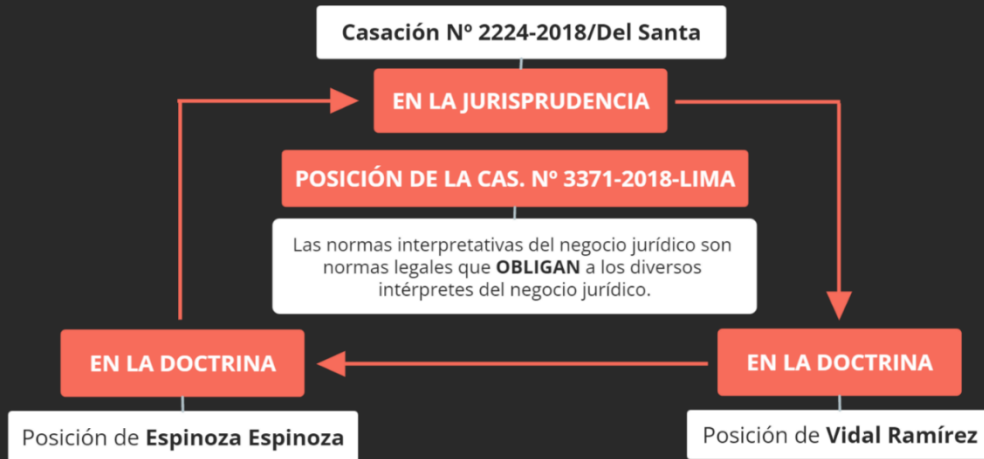 Casación Nº 2224-2018/Del Santa
EN LA JURISPRUDENCIA
POSICIÓN DE LA CAS. Nº 3371-2018-LIMA
Las normas interpretativas del negocio jurídico son
normas legales que OBLIGAN a los diversos
intérpretes del negocio jurídico.
EN LA DOCTRINA
Posición de Espinoza Espinoza
EN LA DOCTRINA
Posición de Vidal Ramírez